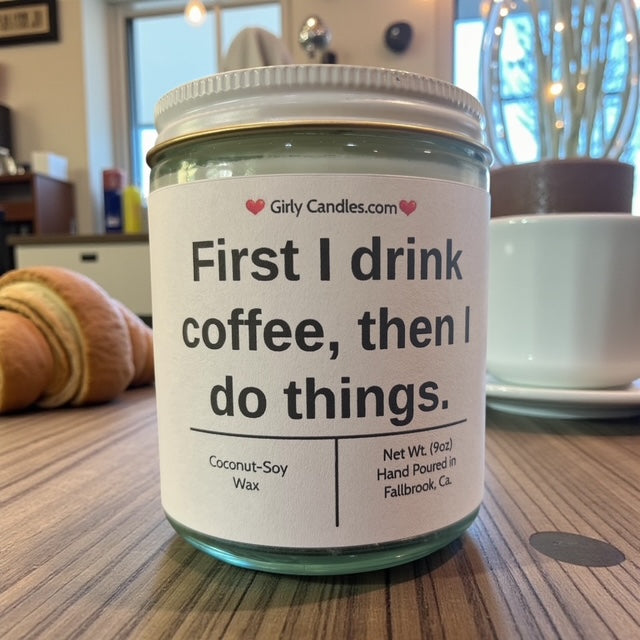 Girly Candles.com
First I drink
coffee, then I
do things.
Coconut-Soy
Wax
Net Wt. (9oz)
Hand Poured in
Fallbrook, Ca.